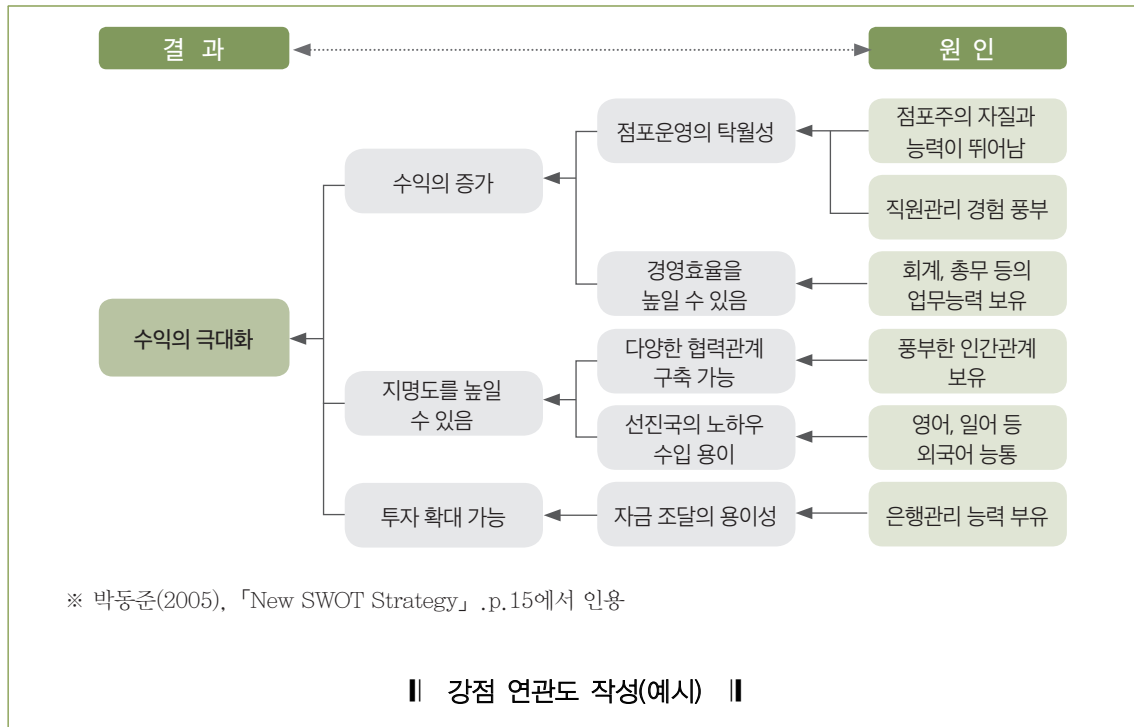 결 과
원 인
점포운영의 탁월성
점포주의 자질과
능력이 뛰어남
수익의 증가
직원관리 경험 풍부
경영효율을
높일 수 있음
회계, 총무 등의
업무능력 보유
수익의 극대화
다양한 협력관계
구축 가능
풍부한 인간관계
보유
지명도를 높일
수 있음
선진국의 노하우
수입 용이
영어, 일어 등
외국어 능통
투자 확대 가능
자금 조달의 용이성
은행관리 능력 부유
※ 박동준(2005), 「New SWOT Strategy」.p.15에서 인용
강점 연관도 작성(예시)